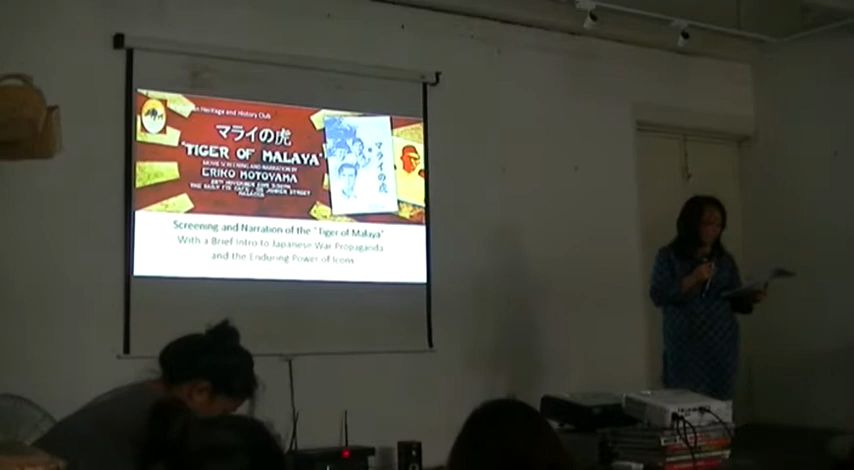 Heritage and History Club
マライの虎
"TIGER OF MALAYA"
MOVIE SCREENING AND NARRATION BY
ERIKO MOTOYAMA
マライの虎
Screening and Narration of the "Tiger of Malaya"
With a Brief Intro to Japanese War Propaganda
and the Enduring Power of Icons